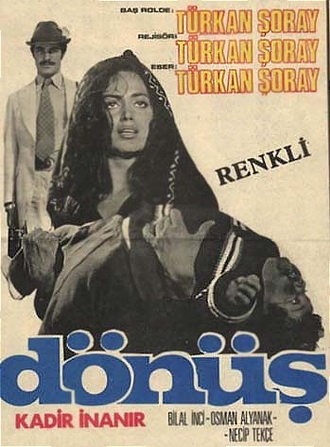 BAŞ ROLDE: TÜRKAN ŞORAY
REJİSÖR: TÜRKAN ŞORAY
ESER: TÜRKAN ŞORAY
RENKLİ
dönüş
KADİR İNANIR
BİLAL İNCİ-OSMAN ALYANAK-
-NECİP TEKÇE